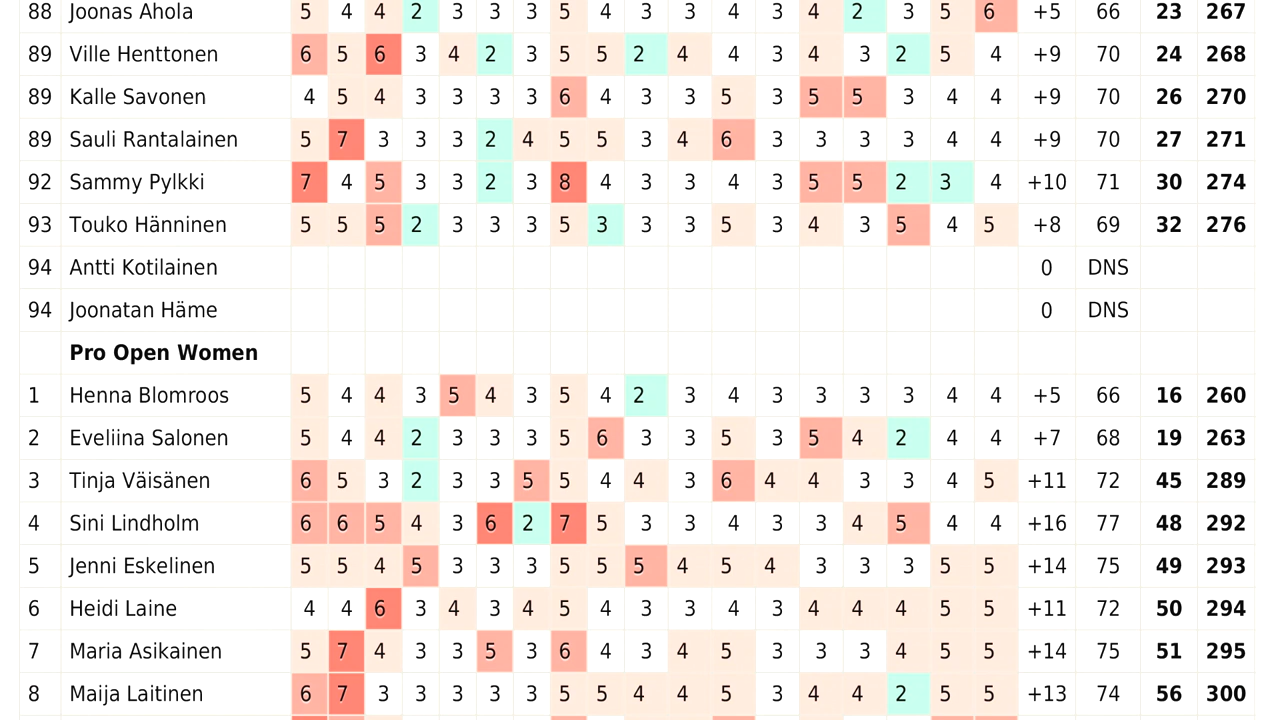 88 Joonas Ahola 5 4 4 2 3 3 3 5 4 3 3 4 3 4 2 3 5 6 +5 66 23 267
89 Ville Henttonen 6 5 6 3 4 2 3 5 5 2 4 4 3 4 3 2 5 4 +9 70 24 268
89 Kalle Savonen 4 5 4 3 3 3 3 6 4 3 3 5 3 5 5 3 4 4 +9 70 26 270
89 Sauli Rantalainen 5 7 3 3 3 2 4 5 5 3 4 6 3 3 3 3 4 4 +9 70 27 271
92 Sammy Pylkki 7 4 5 3 3 2 3 8 4 3 3 4 3 5 5 2 3 4 +10 71 30 274
93 Touko Hänninen 5 5 5 2 3 3 3 5 3 3 3 5 3 4 3 5 4 5 +8 69 32 276
94 Antti Kotilainen 0 DNS
94 Joonatan Häme 0 DNS
Pro Open Women
1 Henna Blomroos 5 4 4 3 5 4 3 5 4 2 3 4 3 3 3 3 4 4 +5 66 16 260
2 Eveliina Salonen 5 4 4 2 3 3 3 5 6 3 3 5 3 5 4 2 4 4 +7 68 19 263
3 Tinja Väisänen 6 5 3 2 3 3 5 5 4 4 3 6 4 4 3 3 4 5 +11 72 45 289
4 Sini Lindholm 6 6 5 4 3 6 2 7 5 3 3 4 3 3 4 5 4 4 +16 77 48 292
5 Jenni Eskelinen 5 5 4 5 3 3 3 5 5 5 4 5 4 3 3 3 5 5 +14 75 49 293
6 Heidi Laine 4 4 6 3 4 3 4 5 4 3 3 4 3 4 4 4 5 5 +11 72 50 294
7 Maria Asikainen 5 7 4 3 3 5 3 6 4 3 4 5 3 3 3 4 5 5 +14 75 51 295
8 Maija Laitinen 6 7 3 3 3 3 3 5 5 4 4 5 3 4 4 2 5 5 +13 74 56 300